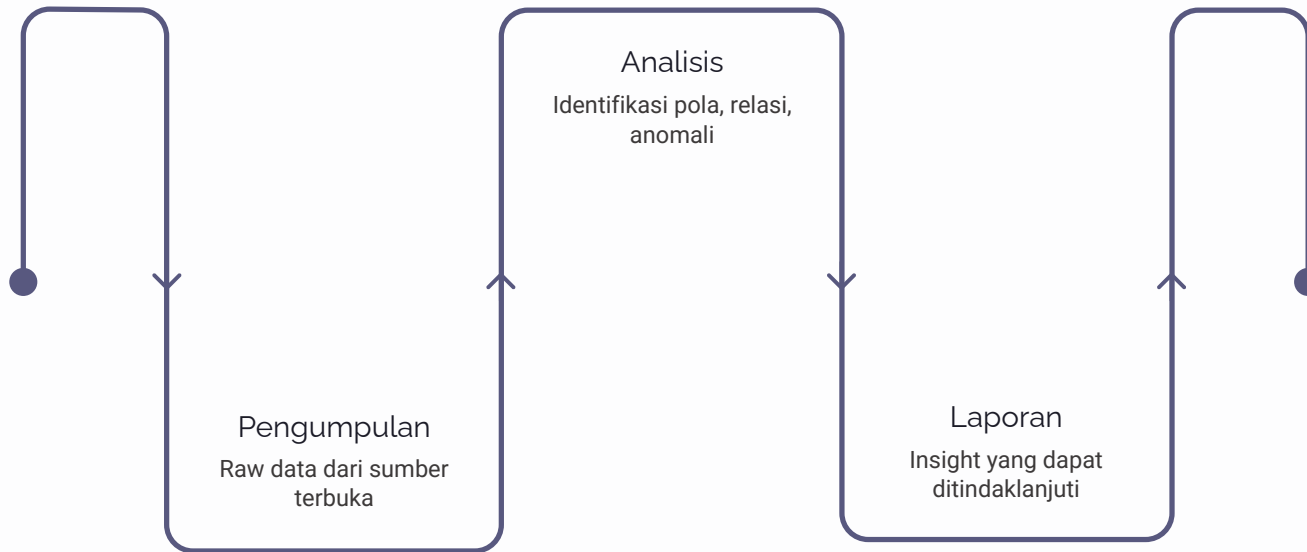 Pengumpulan
Raw data dari sumber
terbuka
Analisis
Identifikasi pola, relasi,
anomali
Laporan
Insight yang dapat
ditindaklanjuti